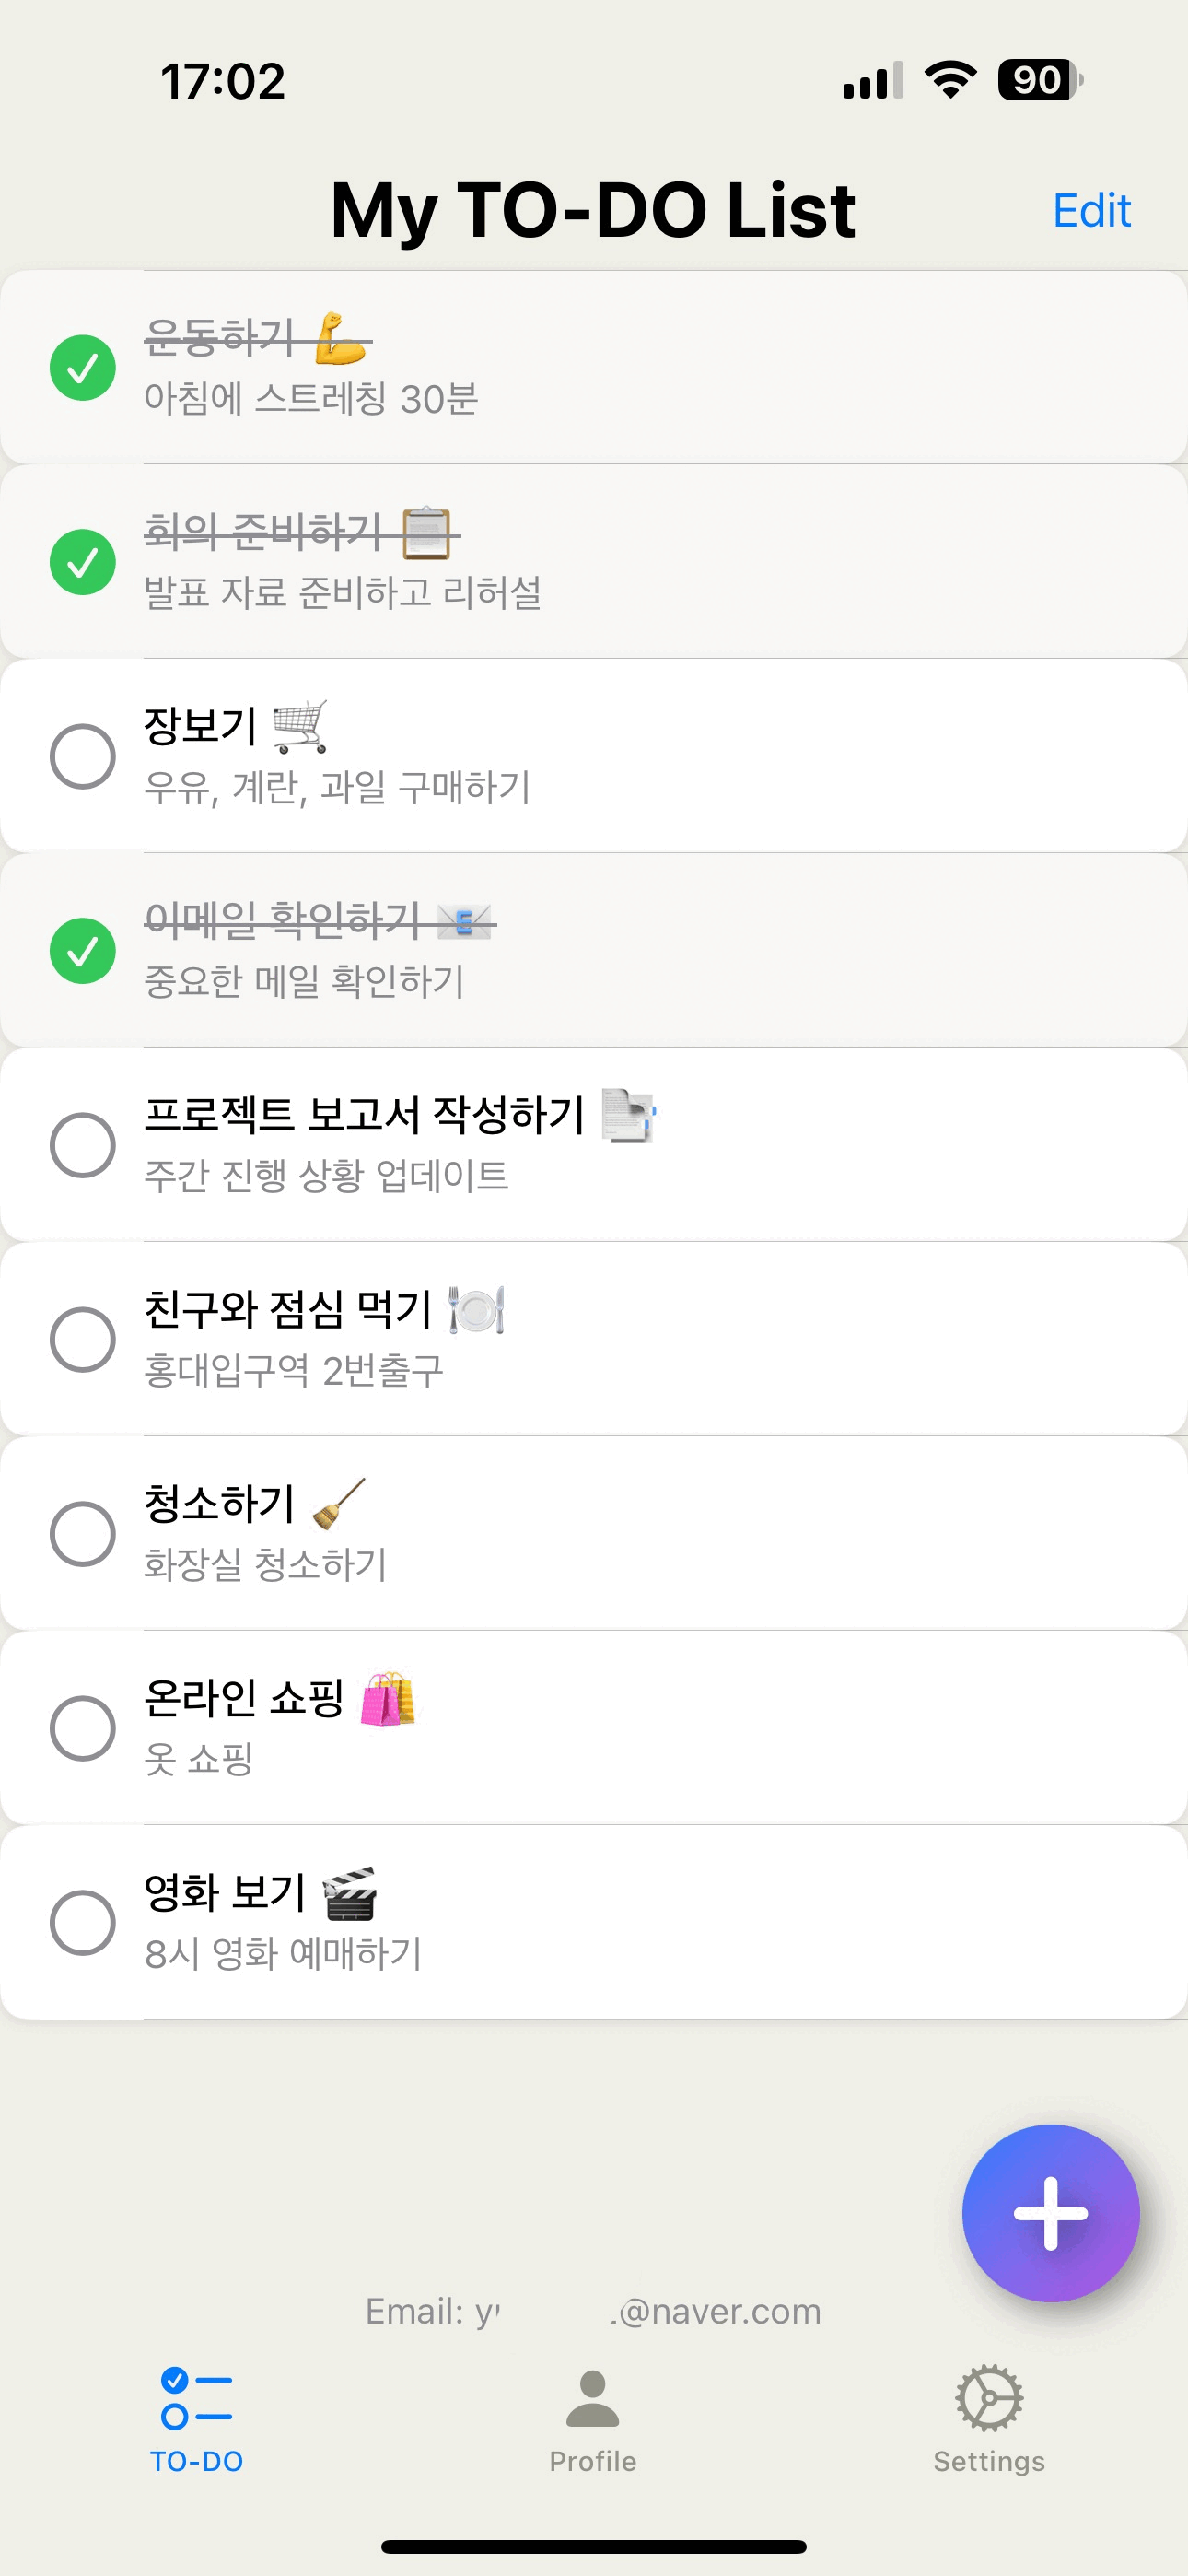 17:02
90
My TO-DO List
Edit
운동하기 💪
아침에 스트레칭 30분
회의 준비하기 📋
발표 자료 준비하고 리허설
장보기 🛒
우유, 계란, 과일 구매하기
이메일 확인하기 📧
중요한 메일 확인하기
프로젝트 보고서 작성하기 📑
주간 진행 상황 업데이트
친구와 점심 먹기 🍽️
홍대입구역 2번출구
청소하기 🧹
화장실 청소하기
온라인 쇼핑 🛍️
옷 쇼핑
영화 보기 🎬
8시 영화 예매하기
Email: @naver.com
TO-DO
Profile
Settings